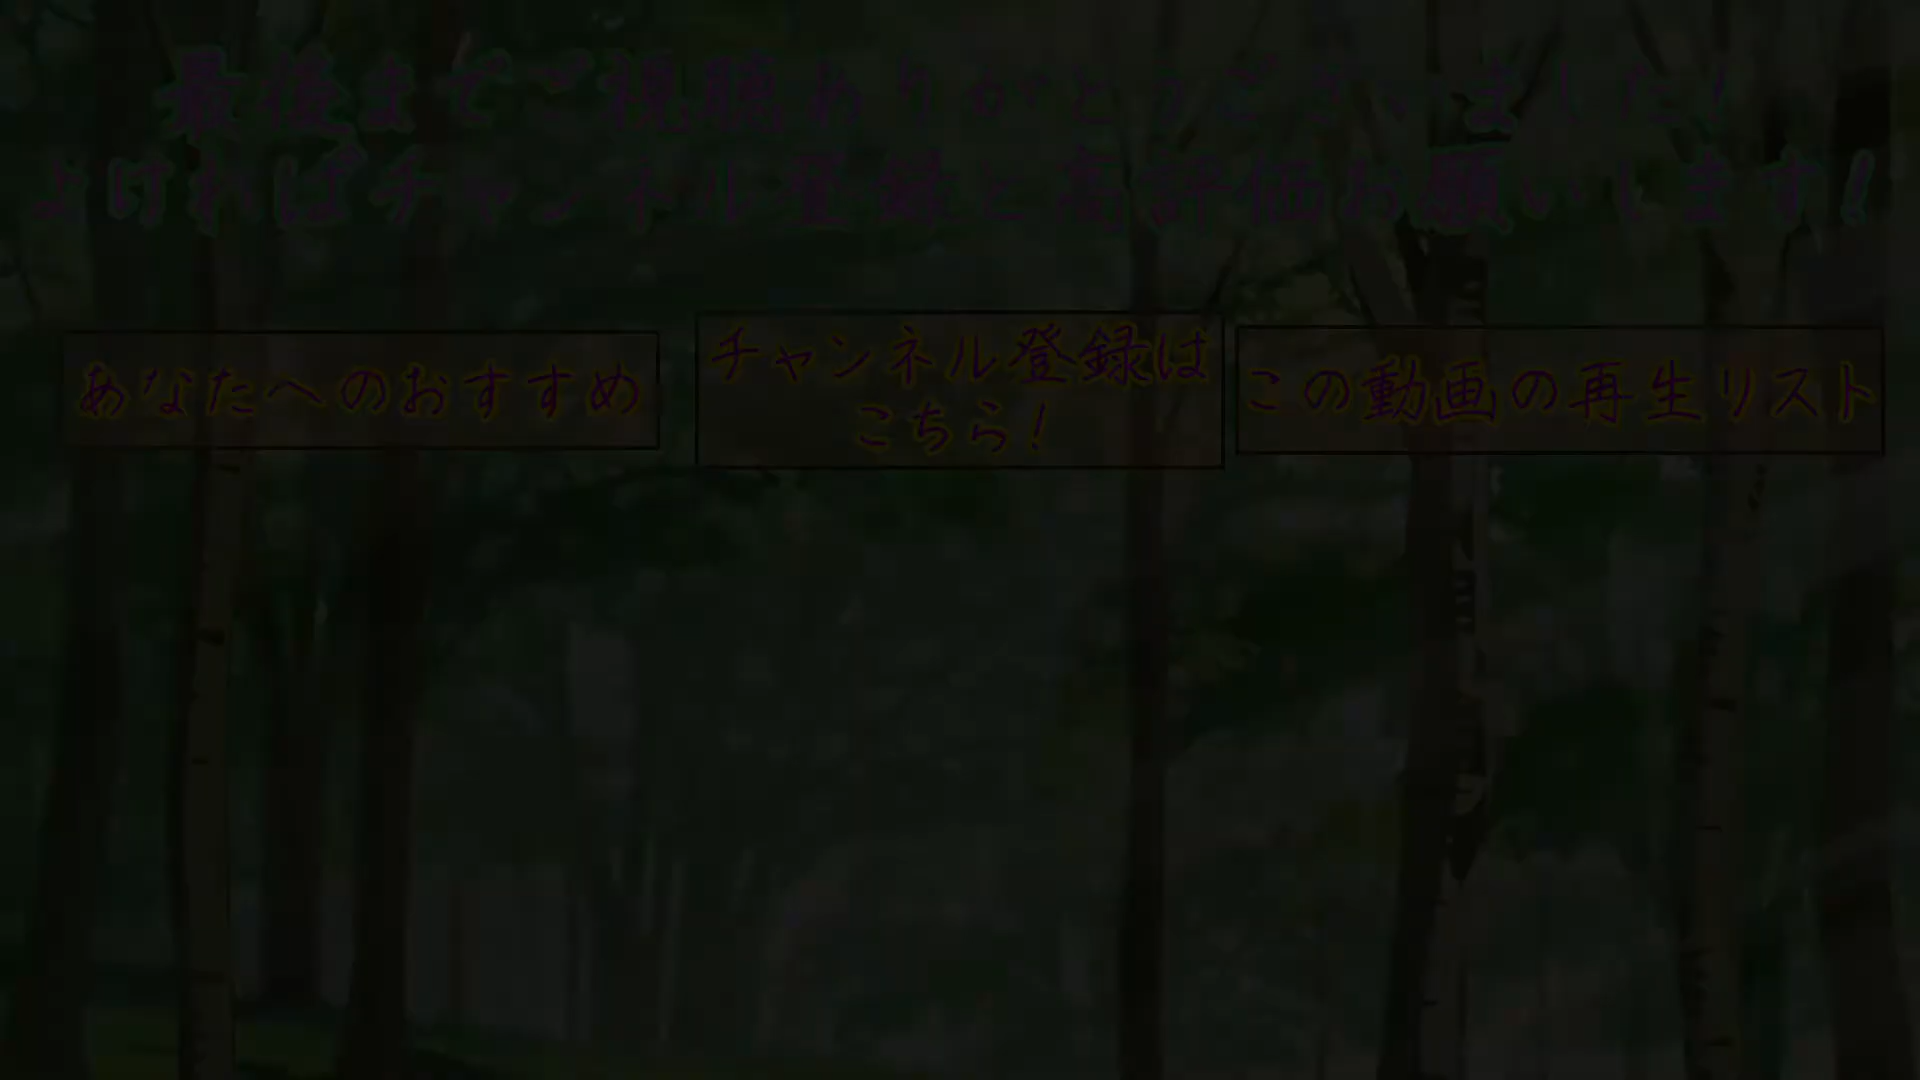 最後までご視聴ありがとうございました!
よければチャンネル登録と高評価お願いします!
あなたへのおすすめ
チャンネル登録は
こちら!
この動画の再生リスト